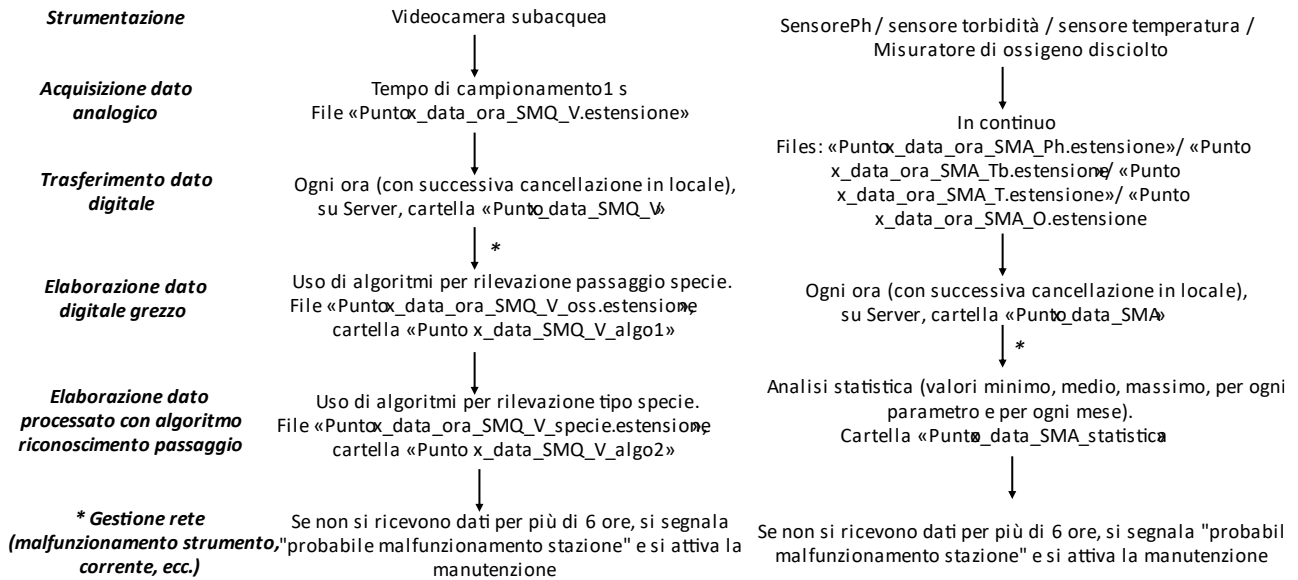 Strumentazione
Videocamera subacquea
SensorePh / sensore torbidità / sensore temperatura /
Misuratore di ossigeno disciolto
Acquisizione dato
analogico
Tempo di campionamento1 s
File «Puntox_data_ora_SMQ_V.estensione»
In continuo
Files: «Puntox_data_ora_SMA_Ph.estensione»/ «Punto
x_data_ora_SMA_Tb.estensione»/ «Punto
x_data_ora_SMA_T.estensione»/ «Punto
x_data_ora_SMA_O.estensione
Trasferimento dato
digitale
Ogni ora (con successiva cancellazione in locale),
su Server, cartella «Puntox_data_SMQ_V»
*
Elaborazione dato
digitale grezzo
Uso di algoritmi per rilevazione passaggio specie.
File «Puntox_data_ora_SMQ_V_oss.estensione»,
cartella «Punto x_data_SMQ_V_algo1»
Ogni ora (con successiva cancellazione in locale),
su Server, cartella «Puntox_data_SMA»
*
Elaborazione dato
processato con algoritmo
riconoscimento passaggio
Uso di algoritmi per rilevazione tipo specie.
File «Puntox_data_ora_SMQ_V_specie.estensione»,
cartella «Punto x_data_SMQ_V_algo2»
Analisi statistica (valori minimo, medio, massimo, per ogni
parametro e per ogni mese).
Cartella «Puntox_data_SMA_statistica»
* Gestione rete
(malfunzionamento strumento,
corrente, ecc.)
Se non si ricevono dati per più di 6 ore, si segnala
"probabile malfunzionamento stazione" e si attiva la
manutenzione
Se non si ricevono dati per più di 6 ore, si segnala "probabil
malfunzionamento stazione" e si attiva la manutenzione